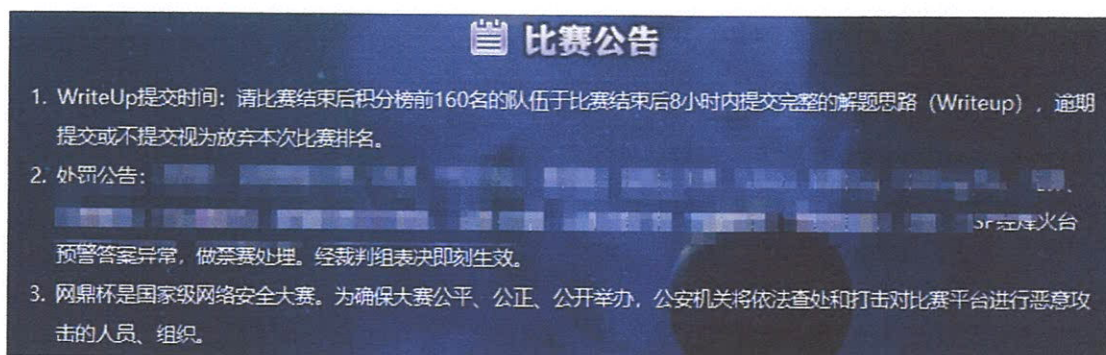 比赛公告
1. WriteUp提交时间：请比赛结束后积分榜前160名的队伍于比赛结束后8小时内提交完整的解题思路（Writeup），逾期
提交或不提交视为放弃本次比赛排名。
2. 处罚公告：
火台
预警答案异常，做禁赛处理。经裁判组表决即刻生效。
3. 网鼎杯是国家级网络安全大赛。为确保大赛公平、公正、公开举办，公安机关将依法查处和打击对比赛平台进行恶意攻
击的人员、组织。